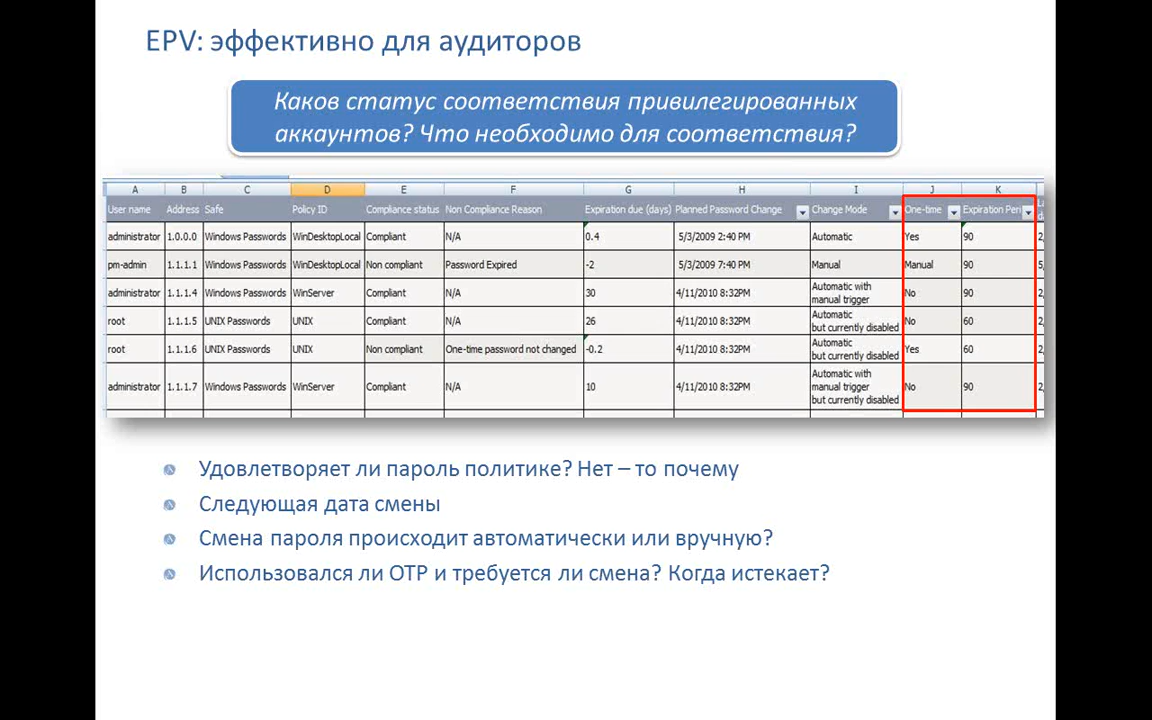 EPV: эффективно для аудиторов
Каков статус соответствия привилегированных
аккаунтов? Что необходимо для соответствия?
A B C D E F G H I J K
User name Address Safe Policy ID Compliance status Non Compliance Reason Expiration due (days) Planned Password Change Change Mode One-time Expiration Peri
administrator 1.0.0.0 Windows Passwords WinDesktopLocal Compliant N/A 0.4 5/3/2009 2:40 PM Automatic Yes 90
pm-admin 1.1.1.1 Windows Passwords WinDesktopLocal Non compliant Password Expired -2 5/3/2009 7:40 PM Manual Manual 90
administrator 1.1.1.4 Windows Passwords WinServer Compliant N/A 30 4/11/2010 8:32PM Automatic with manual trigger No 90
root 1.1.1.5 UNIX Passwords UNIX Compliant N/A 26 4/11/2010 8:32PM Automatic but currently disabled No 60
root 1.1.1.6 UNIX Passwords UNIX Non compliant One-time password not changed -0.2 4/11/2010 8:32PM Automatic but currently disabled Yes 60
administrator 1.1.1.7 Windows Passwords WinServer Compliant N/A 10 4/11/2010 8:32PM Automatic with manual trigger but currently disabled No 90
Удовлетворяет ли пароль политике? Нет – то почему
Следующая дата смены
Смена пароля происходит автоматически или вручную?
Использовался ли OTP и требуется ли смена? Когда истекает?